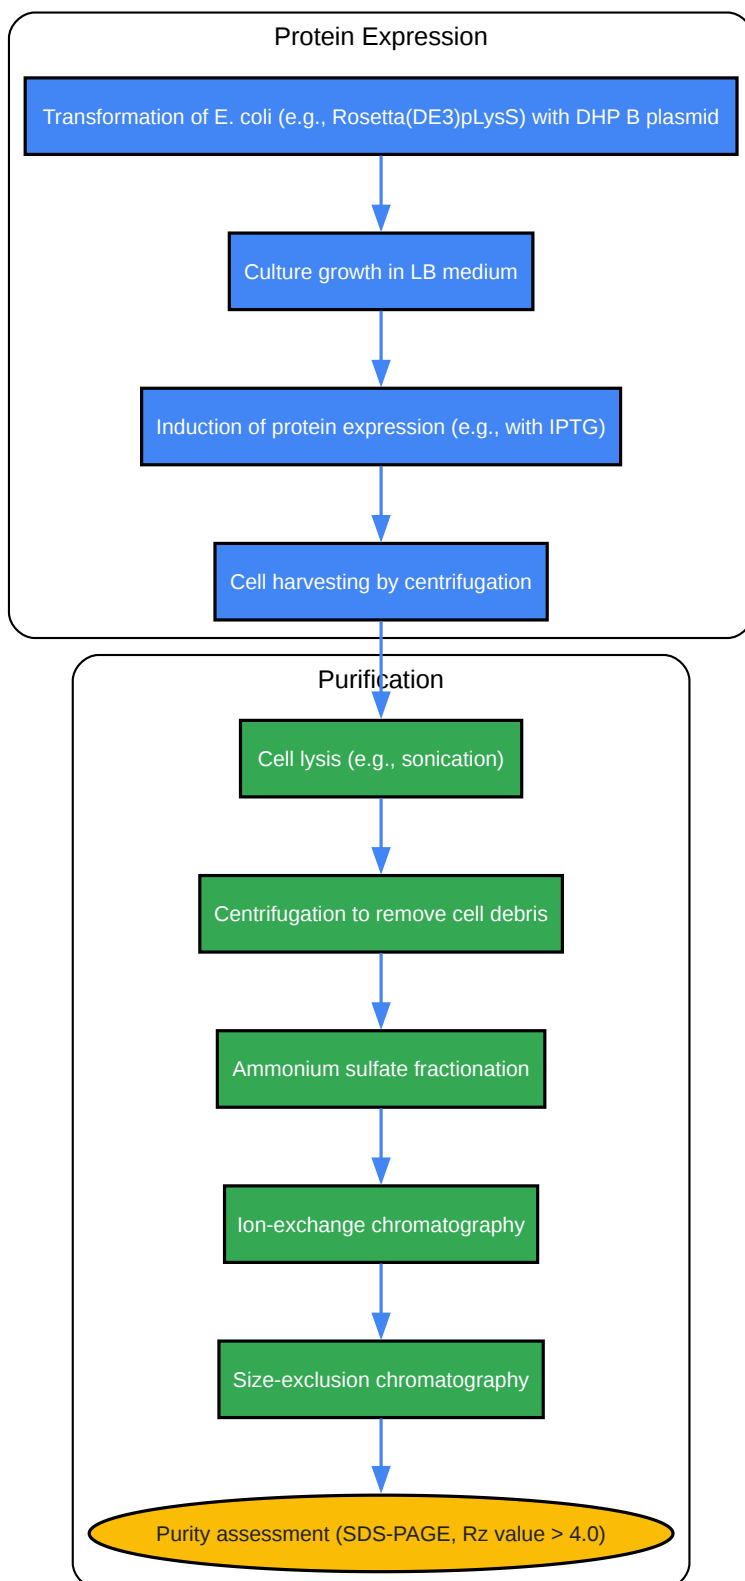 Protein Expression
Transformation of E. coli (e.g., Rosetta(DE3)pLysS) with DHP B plasmid
Culture growth in LB medium
Induction of protein expression (e.g., with IPTG)
Cell harvesting by centrifugation
Purification
Cell lysis (e.g., sonication)
Centrifugation to remove cell debris
Ammonium sulfate fractionation
Ion-exchange chromatography
Size-exclusion chromatography
Purity assessment (SDS-PAGE, Rz value > 4.0)